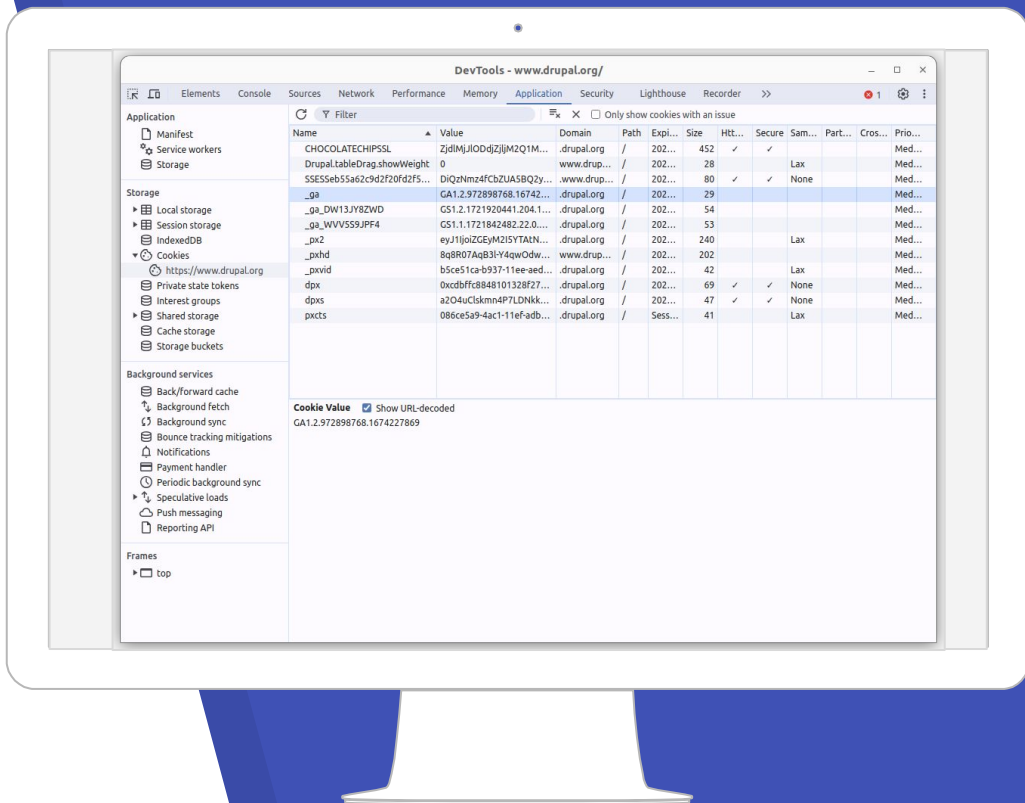 DevTools - www.drupal.org/
Elements Console Sources Network Performance Memory Application Security Lighthouse Recorder >> 1
Application
Manifest
Service workers
Storage
Storage
Local storage
Session storage
IndexedDB
Cookies
https://www.drupal.org
Private state tokens
Interest groups
Shared storage
Cache storage
Storage buckets
Background services
Back/forward cache
Background fetch
Background sync
Bounce tracking mitigations
Notifications
Payment handler
Periodic background sync
Speculative loads
Push messaging
Reporting API
Frames
top
Filter Only show cookies with an issue
Name Value Domain Path Expi... Size Htt... Secure Sam... Part... Cros... Prio...
CHOCOLATECHIPSSL ZjdlMjJlODdjZjljM2Q1M... .drupal.org / 202... 452 ✓ ✓ Med...
Drupal.tableDrag.showWeight 0 www.drup... / 202... 28 Lax Med...
SSESSeb55a62c9d2f20fd2f5... DiQzNmz4fCbZUA5BQ2y... .www.drup... / 202... 80 ✓ ✓ None Med...
_ga GA1.2.972898768.16742... .drupal.org / 202... 29 Med...
_ga_DW13JY8ZWD GS1.2.1721920441.204.1... .drupal.org / 202... 54 Med...
_ga_WVVSS9JPF4 GS1.1.1721842482.22.0.... .drupal.org / 202... 53 Med...
_px2 eyJ1IjoiZGEyM2I5YTAtN... .drupal.org / 202... 240 Lax Med...
_pxhd 8q8R07AqB3l-Y4qwOdw... www.drup... / 202... 202 Med...
_pxvid b5ce51ca-b937-11ee-aed... .drupal.org / 202... 42 Lax Med...
dpx 0xcdbffc8848101328f27... .drupal.org / 202... 69 ✓ ✓ None Med...
dpxs a2O4uClskmn4P7LDNkk... .drupal.org / 202... 47 ✓ ✓ None Med...
pxcts 086ce5a9-4ac1-11ef-adb... .drupal.org / Sess... 41 Lax Med...
Cookie Value Show URL-decoded
GA1.2.972898768.1674227869